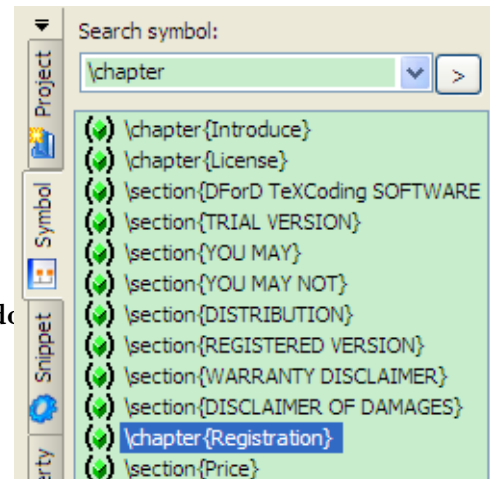 Search symbol:
\chapter
>
Project
Symbol
Snippet
\chapter{Introduce}
\chapter{License}
\section{DForD TeXCoding SOFTWARE
\section{TRIAL VERSION}
\section{YOU MAY}
\section{YOU MAY NOT}
\section{DISTRIBUTION}
\section{REGISTERED VERSION}
\section{WARRANTY DISCLAIMER}
\section{DISCLAIMER OF DAMAGES}
\chapter{Registration}
\section{Price}
erty